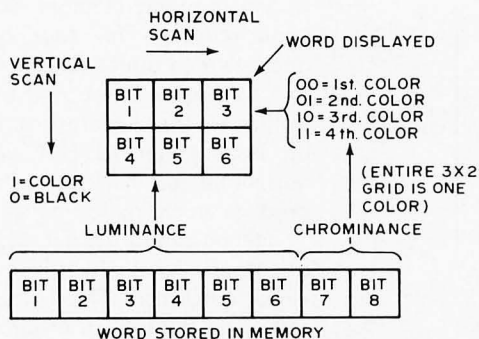 HORIZONTAL
SCAN
WORD DISPLAYED
VERTICAL
SCAN
BIT 1 BIT 2 BIT 3
BIT 4 BIT 5 BIT 6
00 = 1st. COLOR
01 = 2nd. COLOR
10 = 3rd. COLOR
11 = 4th. COLOR
1 = COLOR
0 = BLACK
(ENTIRE 3X2
GRID IS ONE
COLOR)
LUMINANCE
CHROMINANCE
BIT 1 BIT 2 BIT 3 BIT 4 BIT 5 BIT 6 BIT 7 BIT 8
WORD STORED IN MEMORY